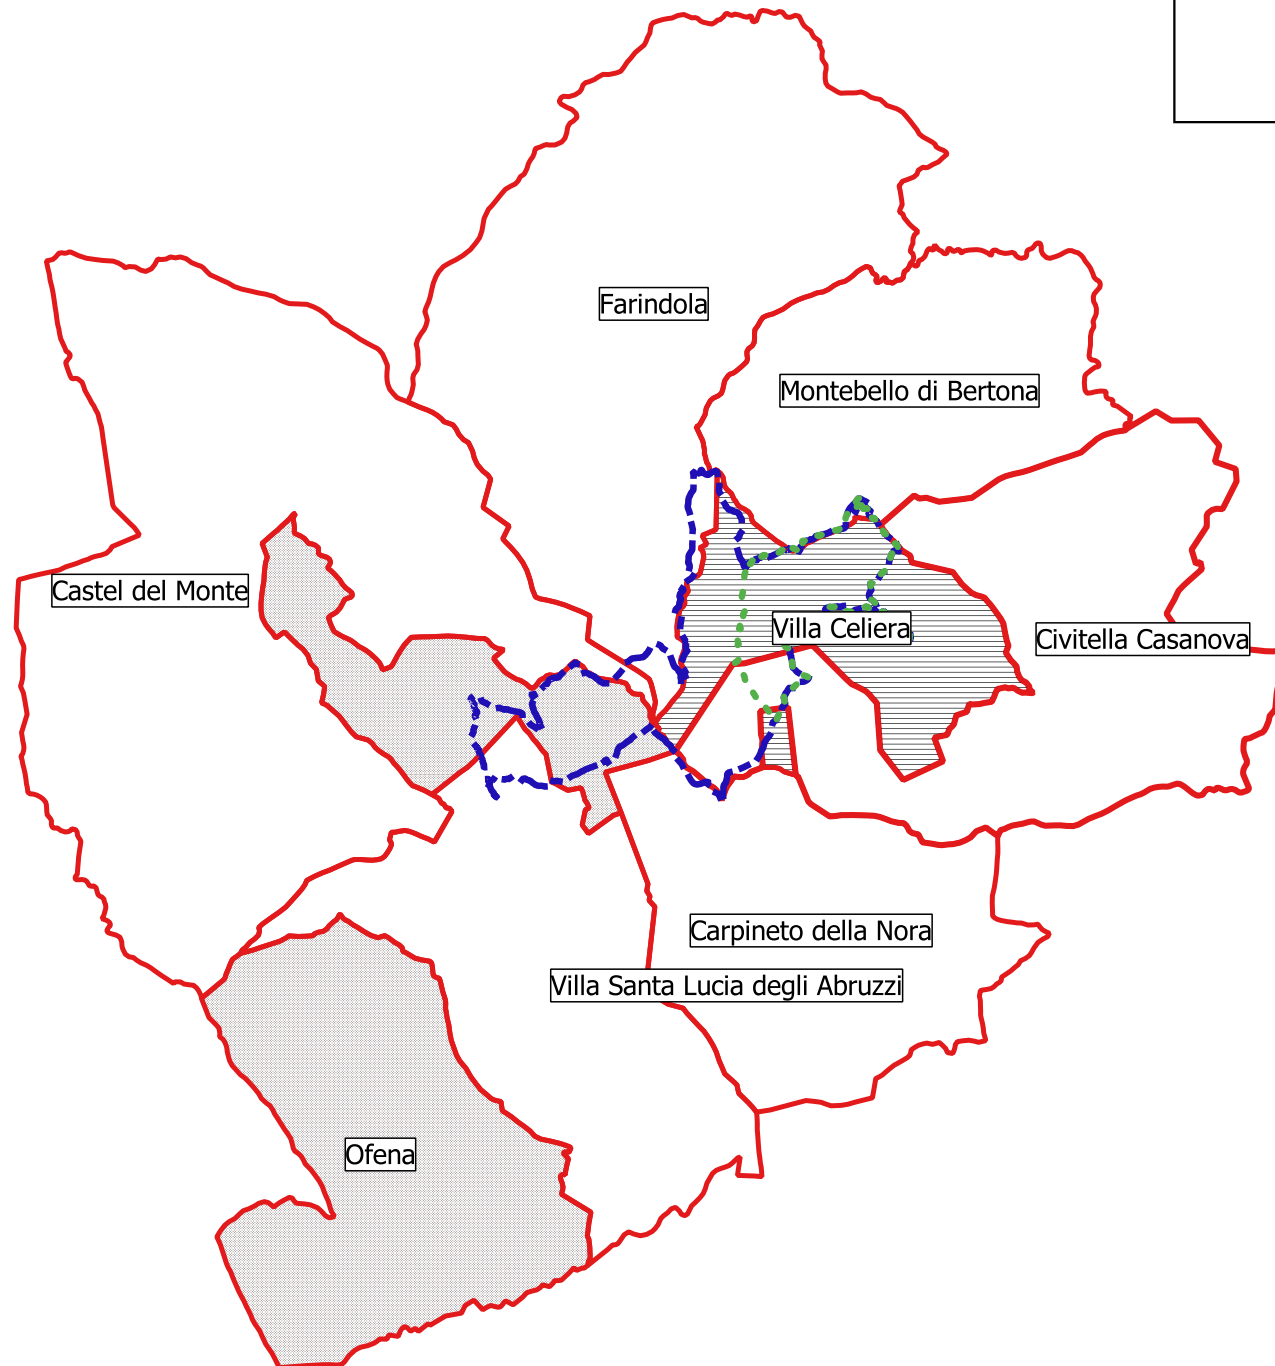 Farindola
Montebello di Bertona
Castel del Monte
Villa Celiera
Civitella Casanova
Carpineto della Nora
Villa Santa Lucia degli Abruzzi
Ofena